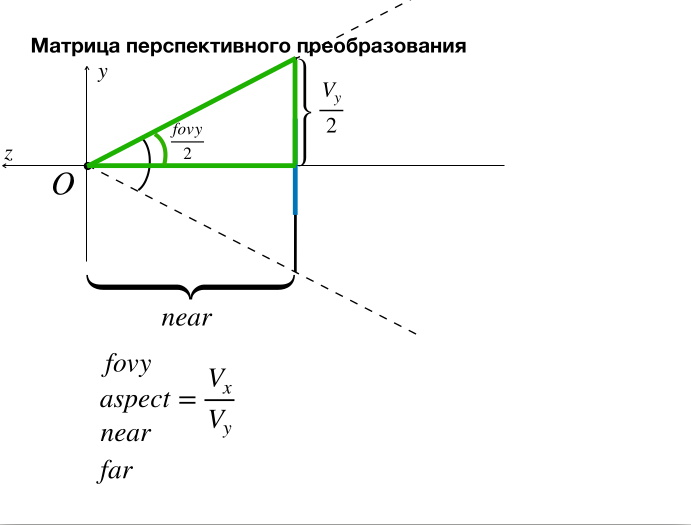 Матрица перспективного преобразования
y
V_y/2
fovy/2
z
O
near
fovy
aspect = V_x/V_y
near
far